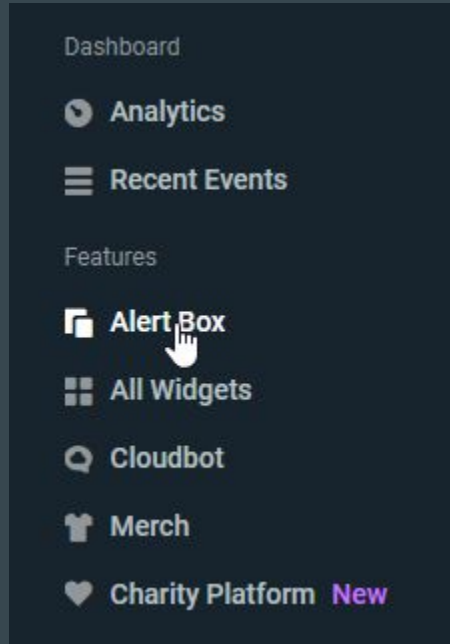 Dashboard
Analytics
Recent Events
Features
Alert Box
All Widgets
Cloudbot
Merch
Charity Platform New